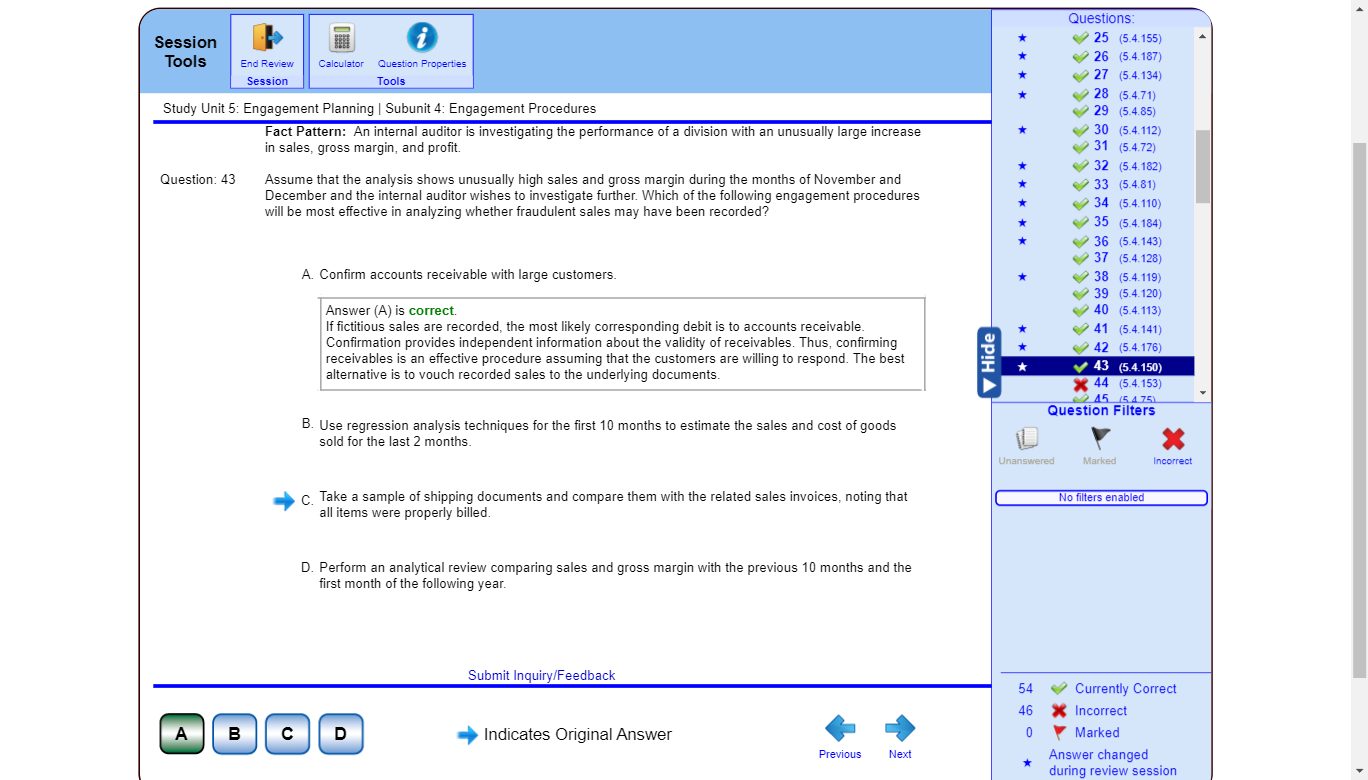 Session
Tools
End Review
Session
Calculator
Question Properties
Tools
Study Unit 5: Engagement Planning | Subunit 4: Engagement Procedures
Fact Pattern: An internal auditor is investigating the performance of a division with an unusually large increase
in sales, gross margin, and profit.
Question: 43
Assume that the analysis shows unusually high sales and gross margin during the months of November and
December and the internal auditor wishes to investigate further. Which of the following engagement procedures
will be most effective in analyzing whether fraudulent sales may have been recorded?
A. Confirm accounts receivable with large customers.
Answer (A) is correct.
If fictitious sales are recorded, the most likely corresponding debit is to accounts receivable.
Confirmation provides independent information about the validity of receivables. Thus, confirming
receivables is an effective procedure assuming that the customers are willing to respond. The best
alternative is to vouch recorded sales to the underlying documents.
B. Use regression analysis techniques for the first 10 months to estimate the sales and cost of goods
sold for the last 2 months.
C. Take a sample of shipping documents and compare them with the related sales invoices, noting that
all items were properly billed.
D. Perform an analytical review comparing sales and gross margin with the previous 10 months and the
first month of the following year.
Submit Inquiry/Feedback
A
B
C
D
Indicates Original Answer
Previous
Next
Questions:
25 (5.4.155)
26 (5.4.187)
27 (5.4.134)
28 (5.4.71)
29 (5.4.85)
30 (5.4.112)
31 (5.4.72)
32 (5.4.182)
33 (5.4.81)
34 (5.4.110)
35 (5.4.184)
36 (5.4.143)
37 (5.4.128)
38 (5.4.119)
39 (5.4.120)
40 (5.4.113)
41 (5.4.141)
42 (5.4.176)
43 (5.4.150)
44 (5.4.153)
45 (5.4.75)
Hide
Question Filters
Unanswered
Marked
Incorrect
No filters enabled
54 Currently Correct
46 Incorrect
0 Marked
Answer changed
during review session